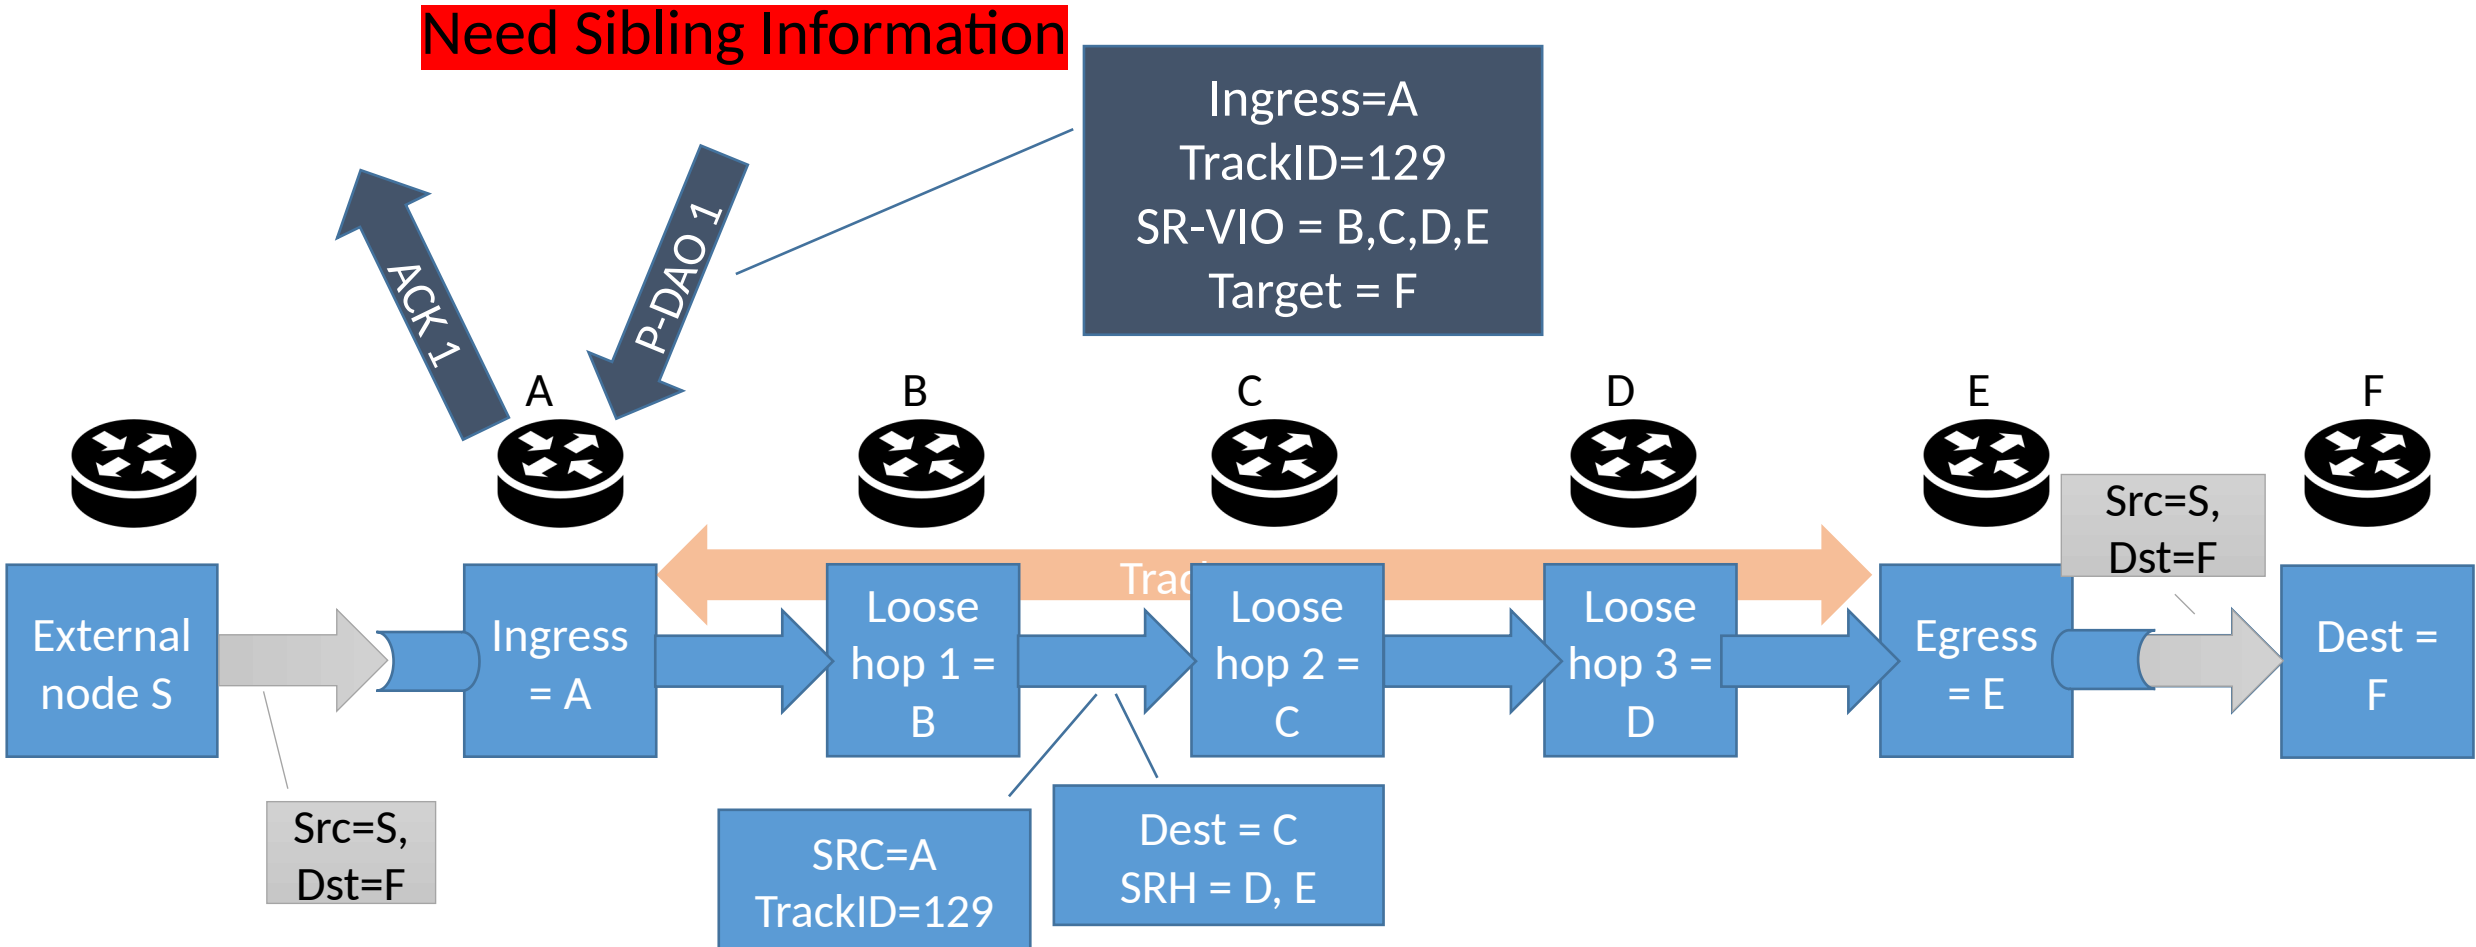 Need Sibling Information
Ingress=A
TrackID=129
SR-VIO = B,C,D,E
Target = F
ACK 1
P-DAO 1
A
B
C
D
E
F
Src=S,
Dst=F
External
node S
Ingress
= A
Loose
hop 1 =
B
Loose
hop 2 =
C
Loose
hop 3 =
D
Egress
= E
Dest =
F
Src=S,
Dst=F
SRC=A
TrackID=129
Dest = C
SRH = D, E